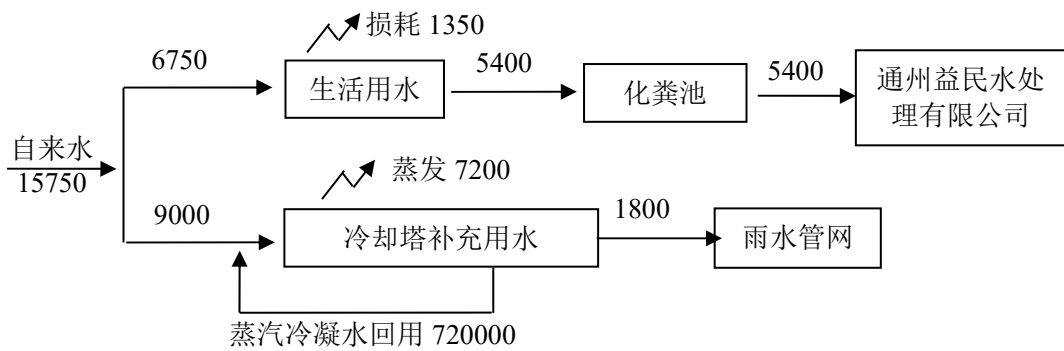 损耗 1350
6750
生活用水
5400
化粪池
5400
通州益民水处
理有限公司
自来水
15750
蒸发 7200
9000
冷却塔补充用水
1800
雨水管网
蒸汽冷凝水回用 720000